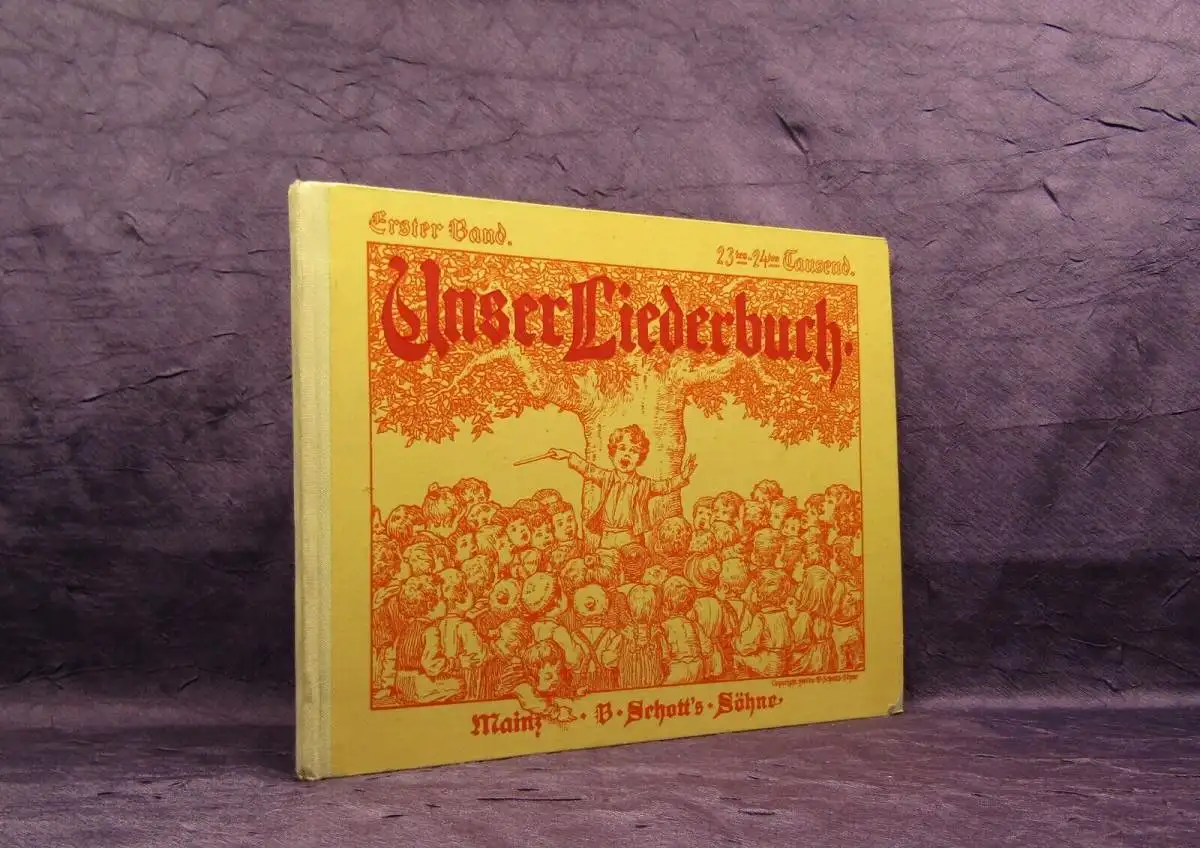 Erster Band.
23ten-24ten Tausend.
Unser Liederbuch.
Mainz · B · Schott's · Söhne